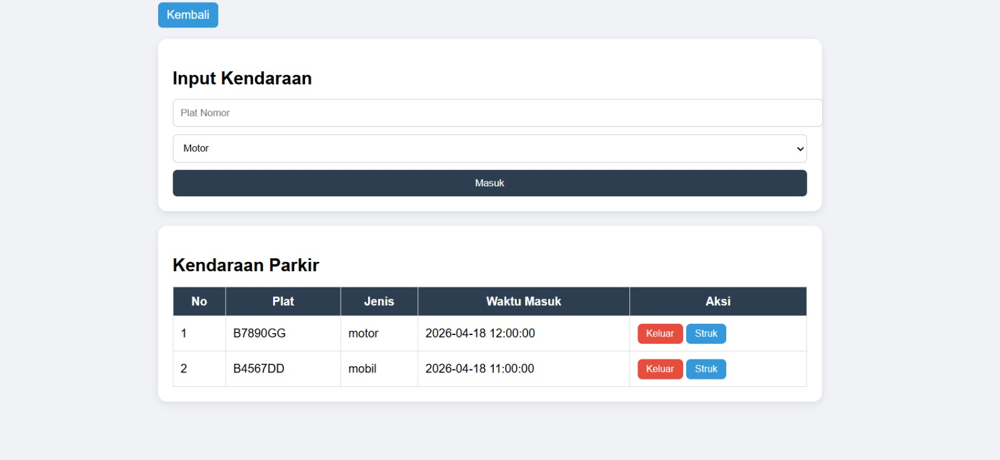 Kembali
Input Kendaraan
Plat Nomor
Motor
Masuk
Kendaraan Parkir
No Plat Jenis Waktu Masuk Aksi
1 B7890GG motor 2026-04-18 12:00:00 Keluar Struk
2 B4567DD mobil 2026-04-18 11:00:00 Keluar Struk